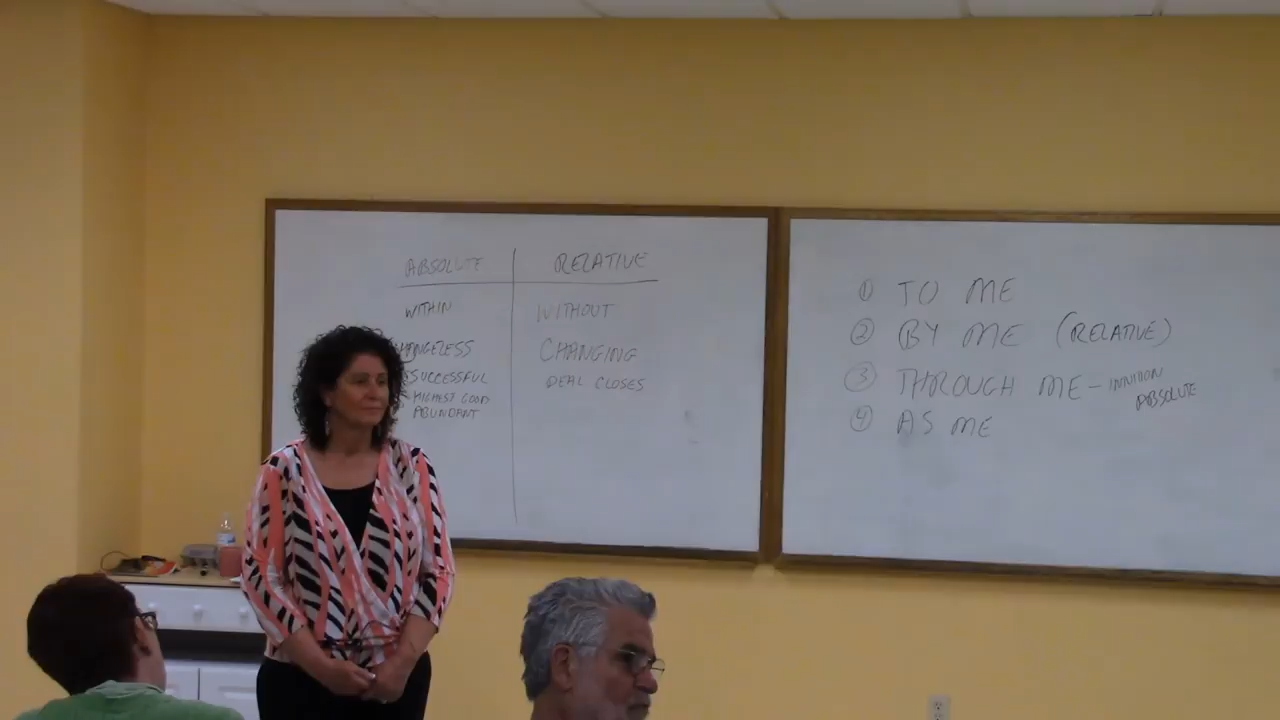 ABSOLUTE RELATIVE
WITHIN WITHOUT
CHANGELESS CHANGING
SUCCESSFUL DEAL CLOSES
HIGHEST GOOD
ABUNDANT
① TO ME
② BY ME (RELATIVE)
③ THROUGH ME - INTUITION
ABSOLUTE
④ AS ME